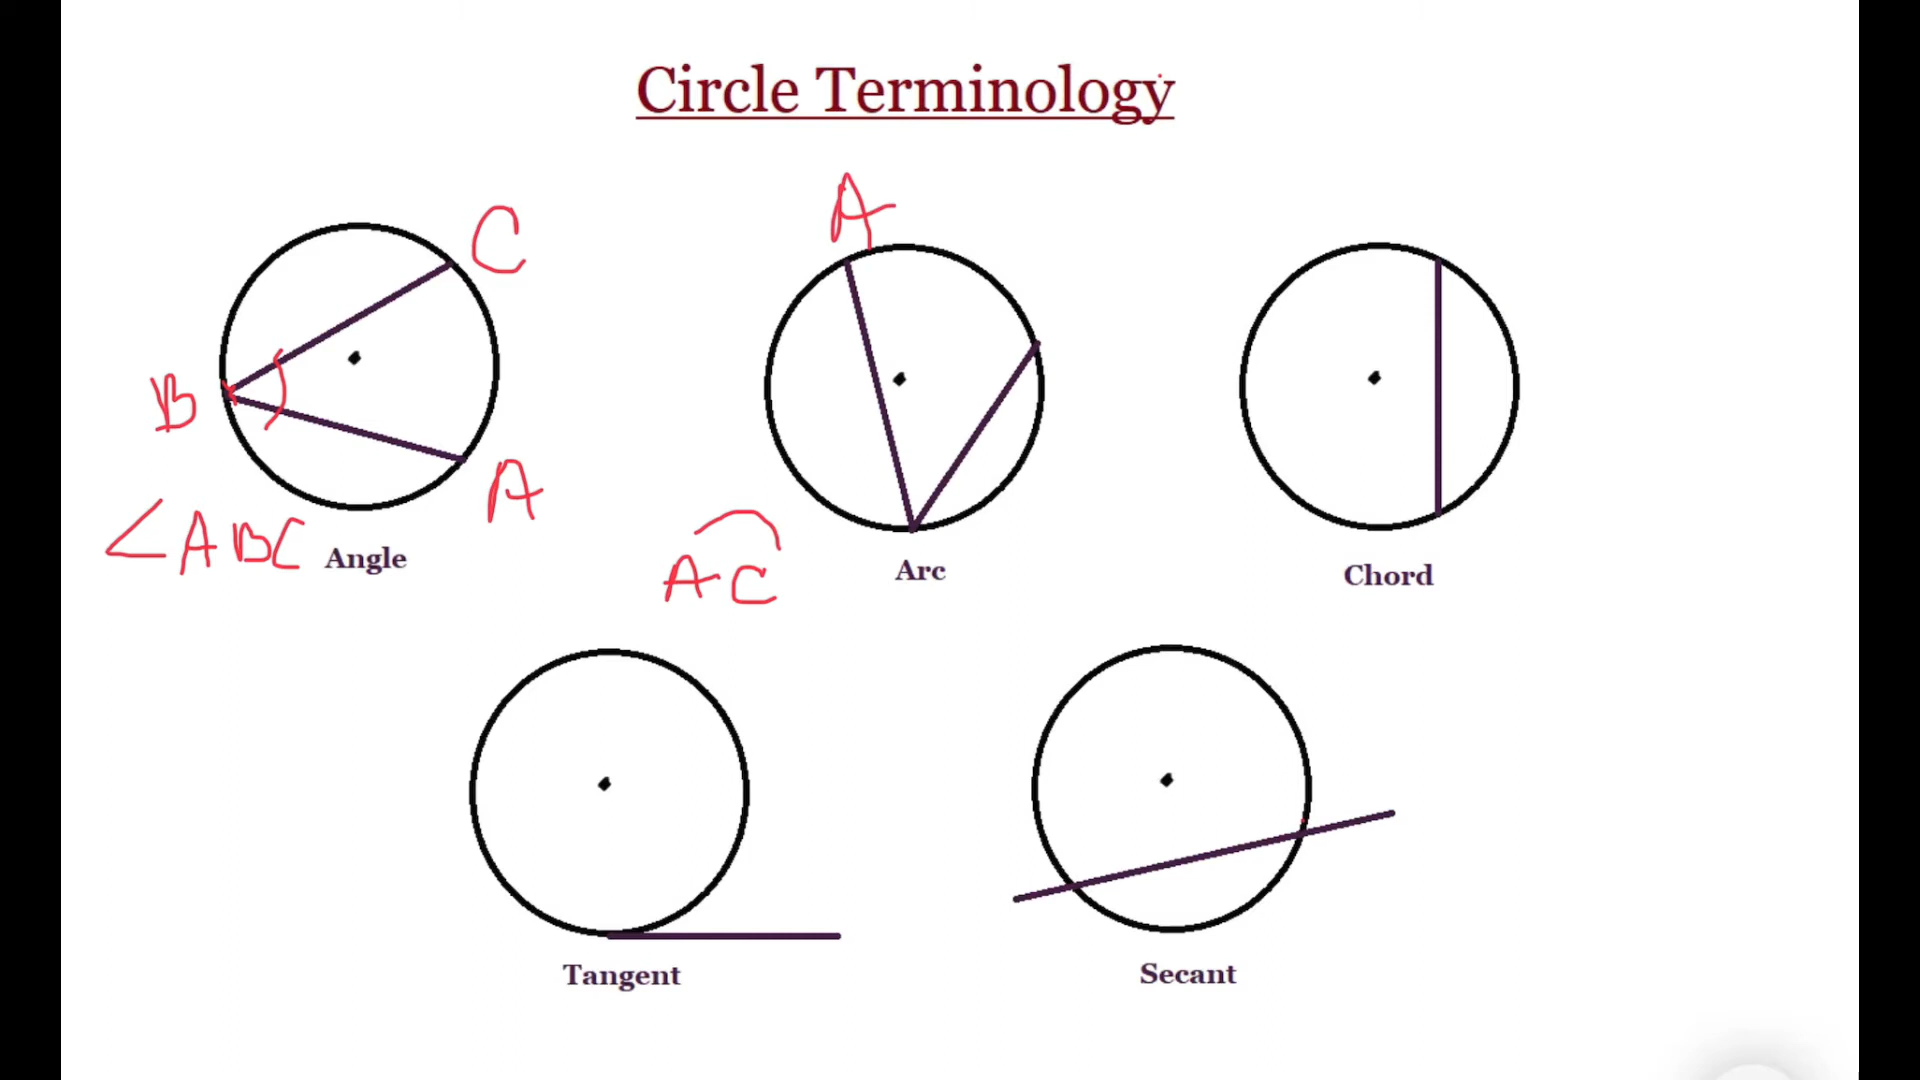 Circle Terminology
C
B
A
∠ABC
Angle
A
AC
Arc
Chord
Tangent
Secant